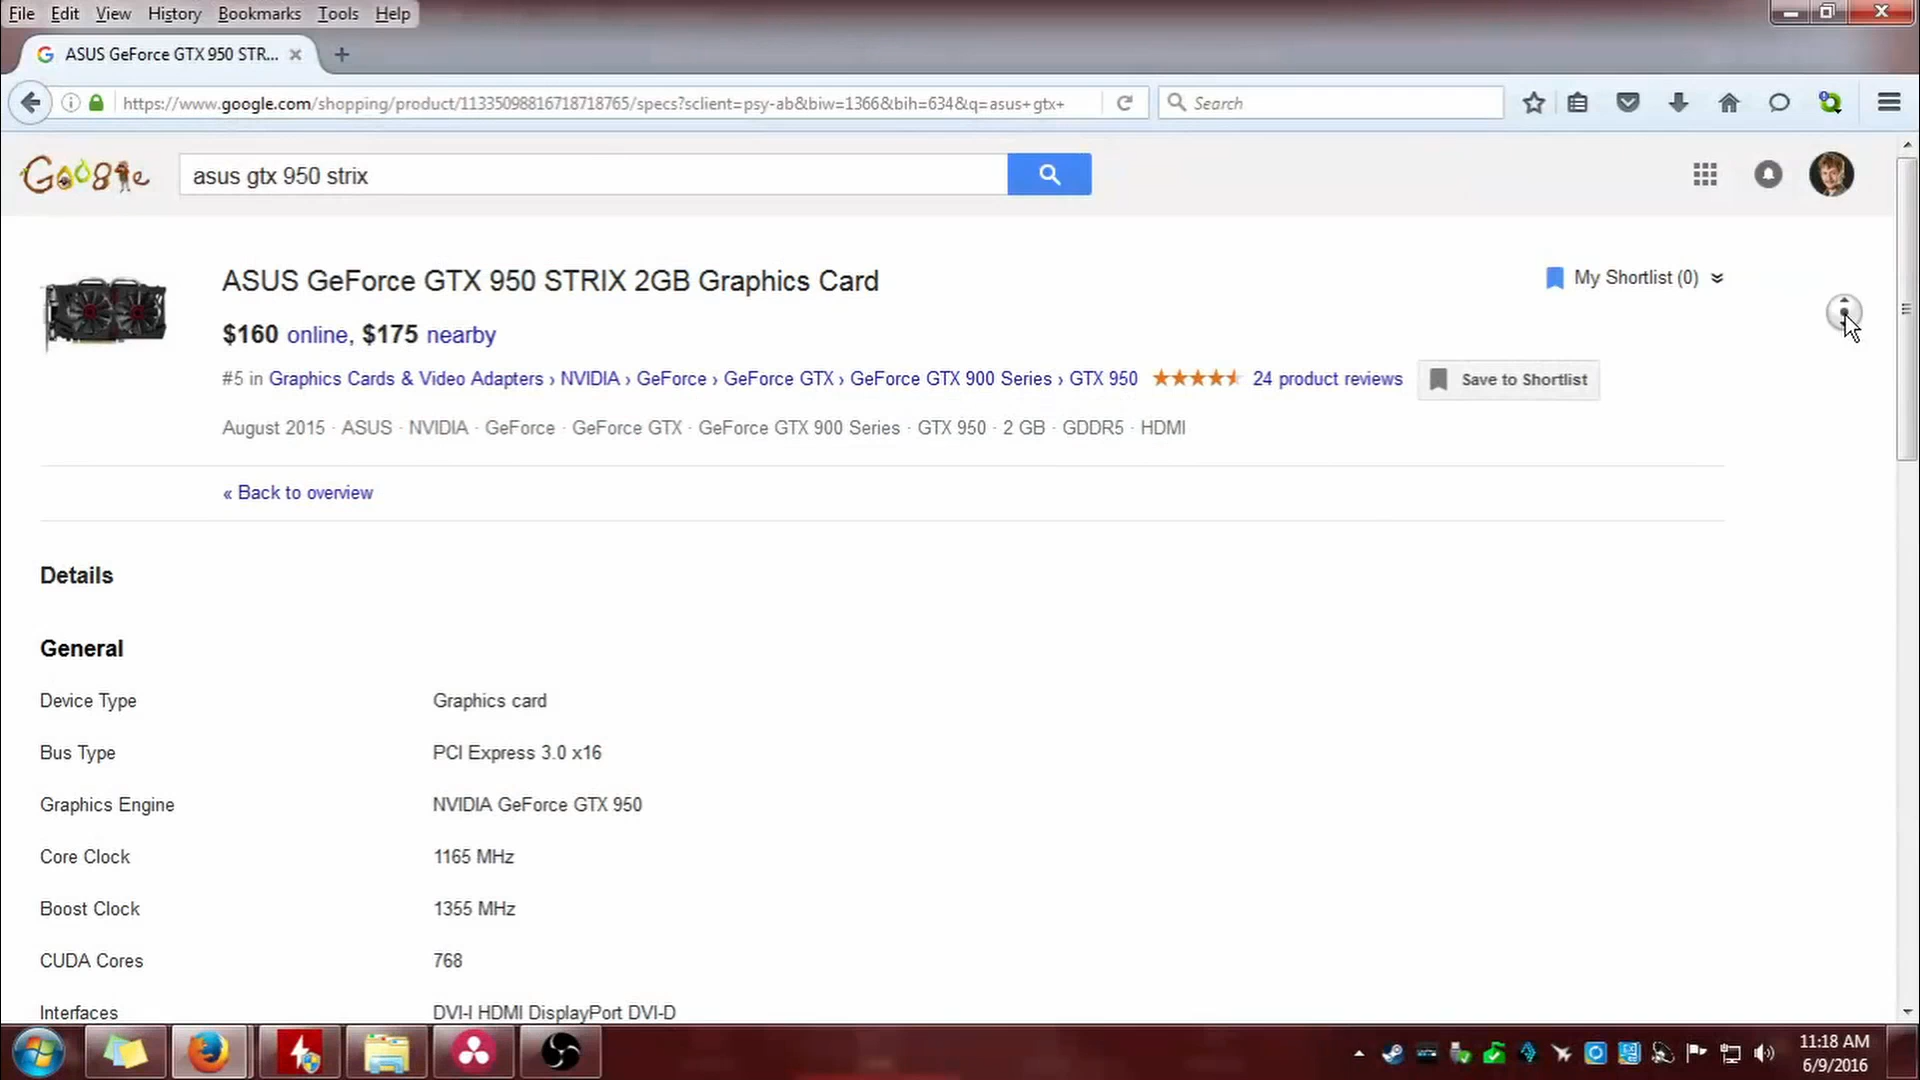 File Edit View History Bookmarks Tools Help
ASUS GeForce GTX 950 STR...
https://www.google.com/shopping/product/11335098816718718765/specs?sclient=psy-ab&biw=1366&bih=634&q=asus+gtx+
Search
Google
asus gtx 950 strix
ASUS GeForce GTX 950 STRIX 2GB Graphics Card
My Shortlist (0)
$160 online, $175 nearby
#5 in Graphics Cards & Video Adapters › NVIDIA › GeForce › GeForce GTX › GeForce GTX 900 Series › GTX 950 24 product reviews Save to Shortlist
August 2015 · ASUS · NVIDIA · GeForce · GeForce GTX · GeForce GTX 900 Series · GTX 950 · 2 GB · GDDR5 · HDMI
« Back to overview
Details
General
Device Type Graphics card
Bus Type PCI Express 3.0 x16
Graphics Engine NVIDIA GeForce GTX 950
Core Clock 1165 MHz
Boost Clock 1355 MHz
CUDA Cores 768
Interfaces DVI-I HDMI DisplayPort DVI-D
11:18 AM
6/9/2016